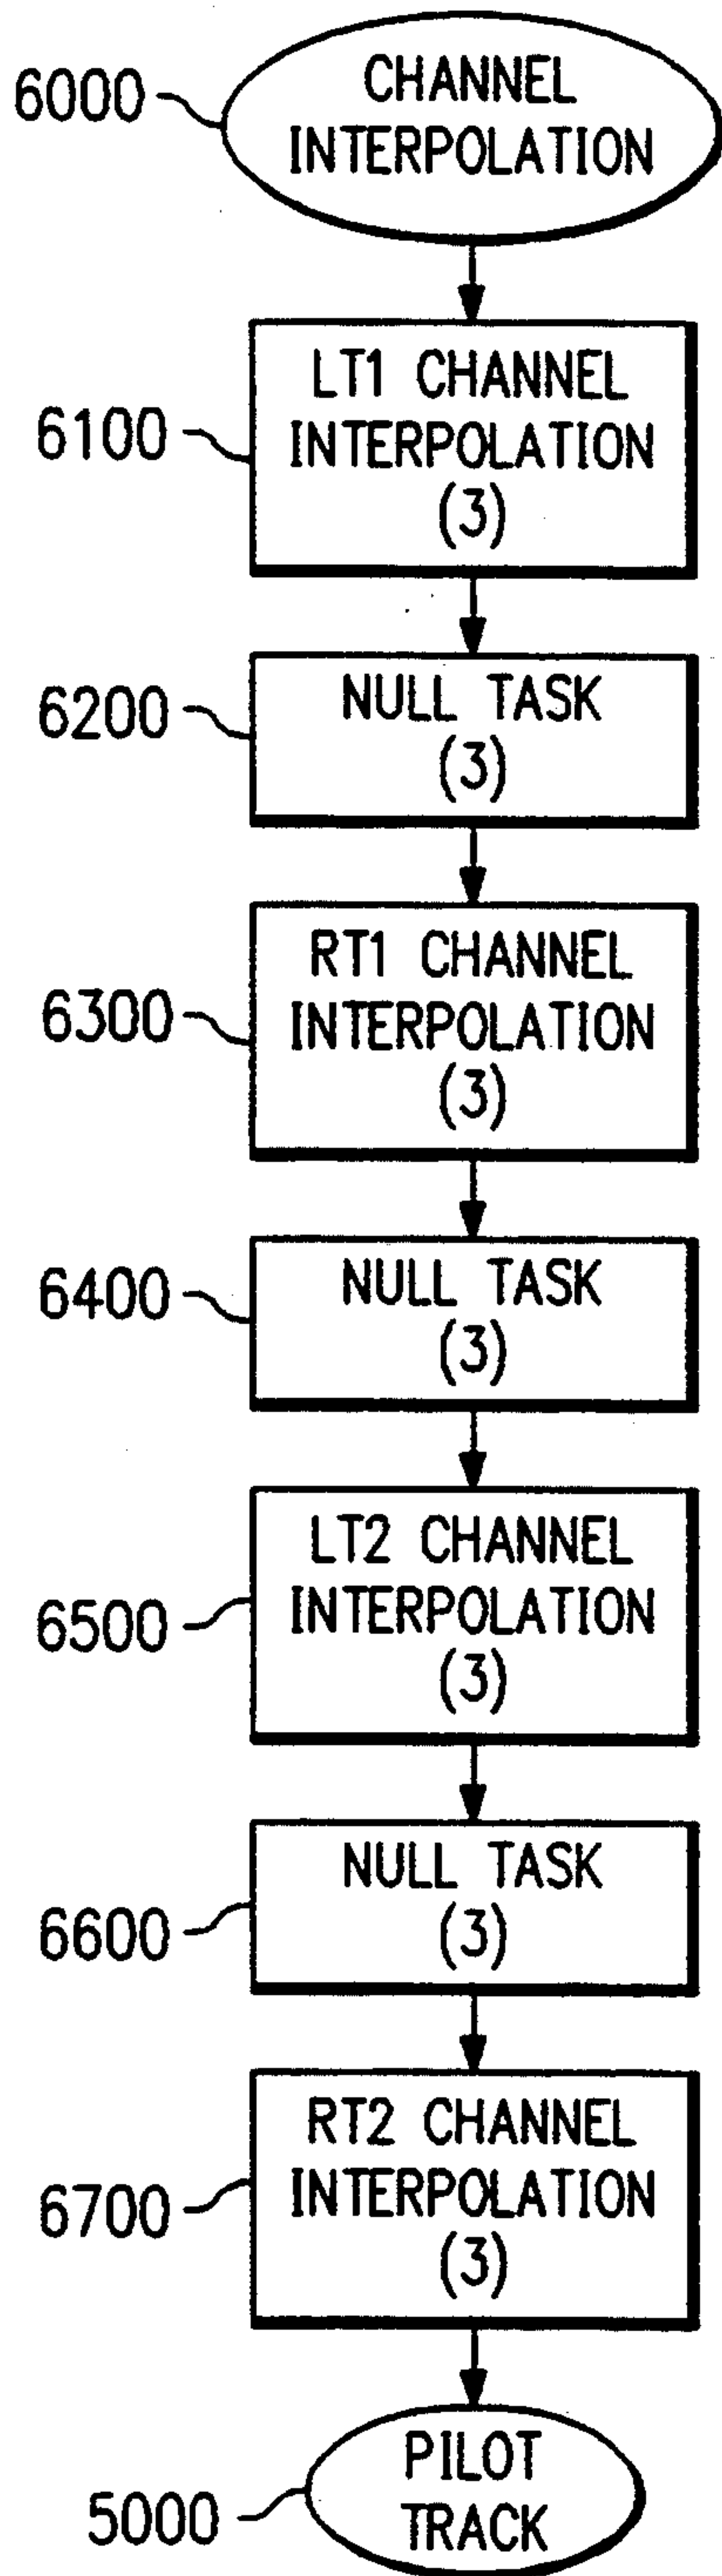 6000
CHANNEL
INTERPOLATION
6100
LT1 CHANNEL
INTERPOLATION
(3)
6200
NULL TASK
(3)
6300
RT1 CHANNEL
INTERPOLATION
(3)
6400
NULL TASK
(3)
6500
LT2 CHANNEL
INTERPOLATION
(3)
6600
NULL TASK
(3)
6700
RT2 CHANNEL
INTERPOLATION
(3)
5000
PILOT
TRACK